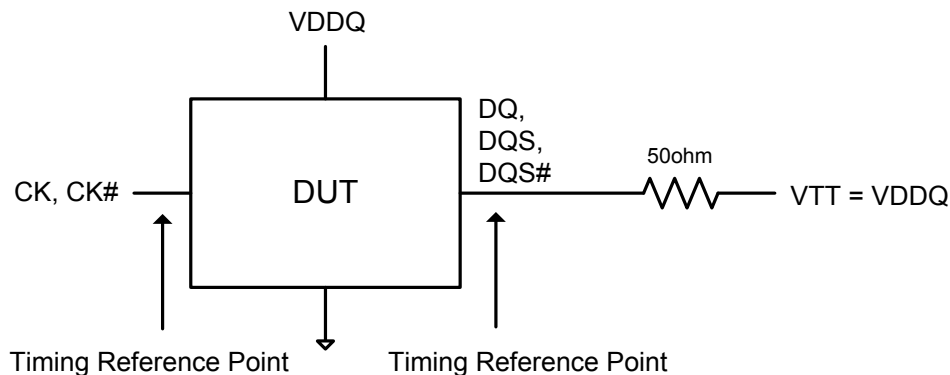 VDDQ
DQ,
DQS,
DQS#
50ohm
CK, CK#
DUT
VTT = VDDQ
Timing Reference Point
Timing Reference Point